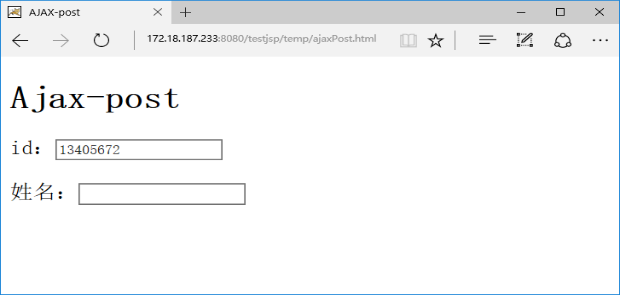 AJAX-post
172.18.187.233:8080/testjsp/temp/ajaxPost.html
Ajax-post
id：13405672
姓名：